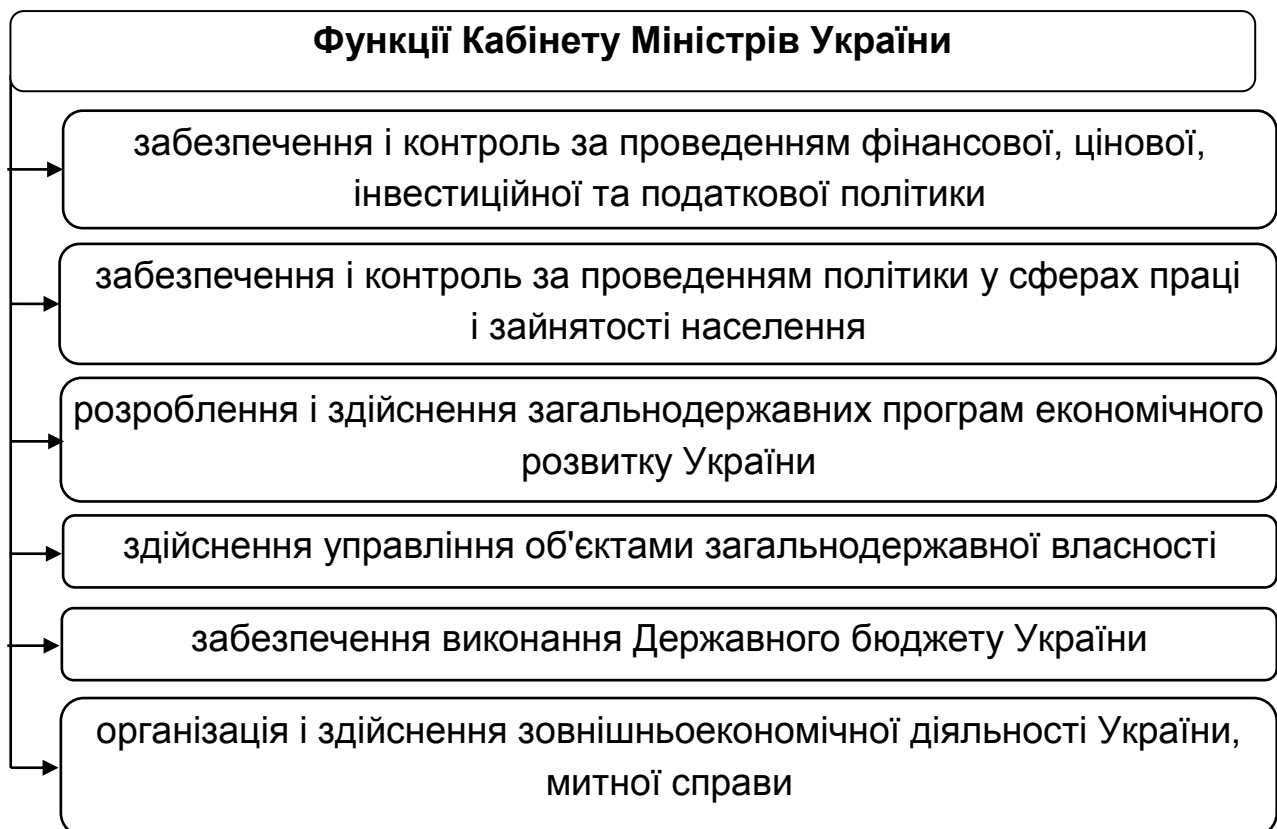 Функції Кабінету Міністрів України
забезпечення і контроль за проведенням фінансової, цінової,
інвестиційної та податкової політики
забезпечення і контроль за проведенням політики у сферах праці
і зайнятості населення
розроблення і здійснення загальнодержавних програм економічного
розвитку України
здійснення управління об'єктами загальнодержавної власності
забезпечення виконання Державного бюджету України
організація і здійснення зовнішньоекономічної діяльності України,
митної справи